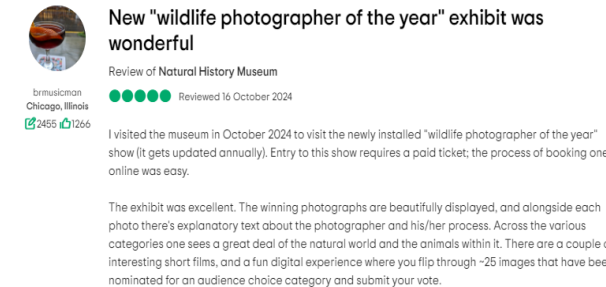 New "wildlife photographer of the year" exhibit was
wonderful
Review of Natural History Museum
brmusicman
Chicago, Illinois
2455 1266
Reviewed 16 October 2024
I visited the museum in October 2024 to visit the newly installed "wildlife photographer of the year"
show (it gets updated annually). Entry to this show requires a paid ticket; the process of booking one
online was easy.
The exhibit was excellent. The winning photographs are beautifully displayed, and alongside each
photo there's explanatory text about the photographer and his/her process. Across the various
categories one sees a great deal of the natural world and the animals within it. There are a couple
interesting short films, and a fun digital experience where you flip through ~25 images that have
nominated for an audience choice category and submit your vote.